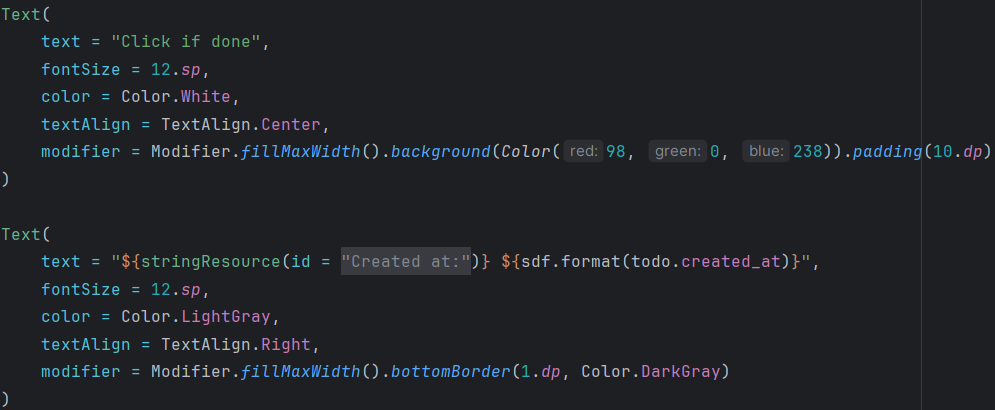 Text(
    text = "Click if done",
    fontSize = 12.sp,
    color = Color.White,
    textAlign = TextAlign.Center,
    modifier = Modifier.fillMaxWidth().background(Color( red: 98, green: 0, blue: 238)).padding(10.dp)
)

Text(
    text = "${stringResource(id = "Created at:")} ${sdf.format(todo.created_at)}",
    fontSize = 12.sp,
    color = Color.LightGray,
    textAlign = TextAlign.Right,
    modifier = Modifier.fillMaxWidth().bottomBorder(1.dp, Color.DarkGray)
)